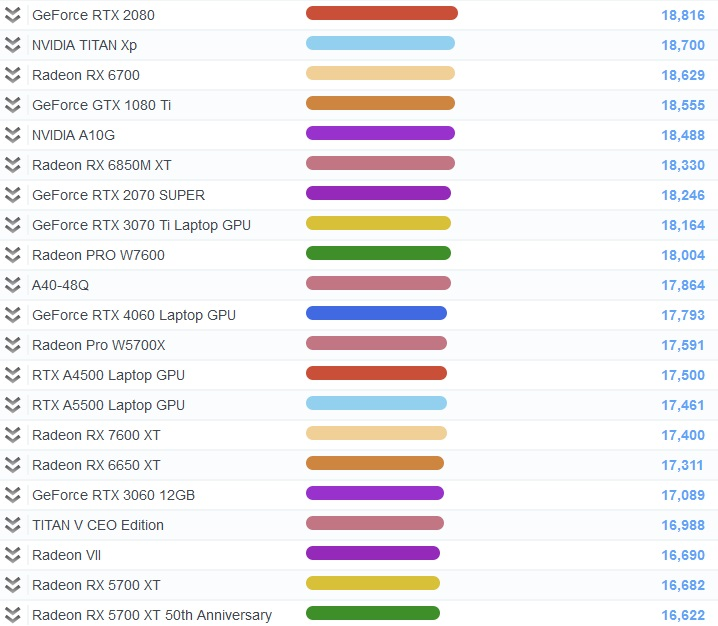 GeForce RTX 2080 18,816
NVIDIA TITAN Xp 18,700
Radeon RX 6700 18,629
GeForce GTX 1080 Ti 18,555
NVIDIA A10G 18,488
Radeon RX 6850M XT 18,330
GeForce RTX 2070 SUPER 18,246
GeForce RTX 3070 Ti Laptop GPU 18,164
Radeon PRO W7600 18,004
A40-48Q 17,864
GeForce RTX 4060 Laptop GPU 17,793
Radeon Pro W5700X 17,591
RTX A4500 Laptop GPU 17,500
RTX A5500 Laptop GPU 17,461
Radeon RX 7600 XT 17,400
Radeon RX 6650 XT 17,311
GeForce RTX 3060 12GB 17,089
TITAN V CEO Edition 16,988
Radeon VII 16,690
Radeon RX 5700 XT 16,682
Radeon RX 5700 XT 50th Anniversary 16,622